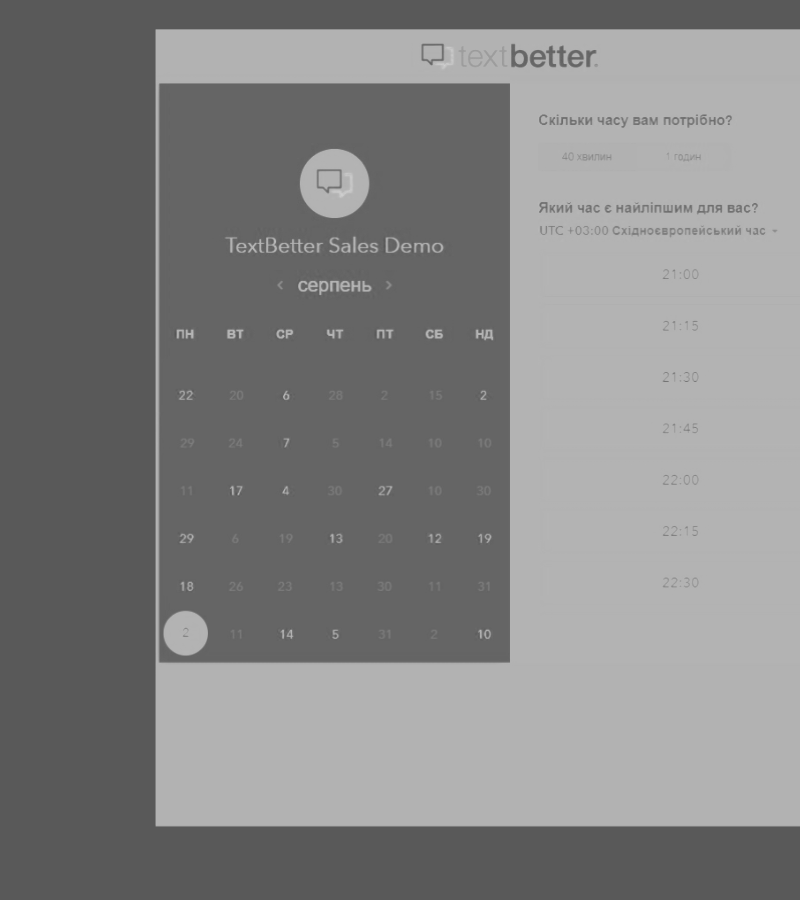 textbetter.
TextBetter Sales Demo
серпень
ПН ВТ СР ЧТ ПТ СБ НД
22 20 6 28 2 15 2
29 24 7 5 14 10 10
11 17 4 30 27 10 30
29 6 19 13 20 12 19
18 26 23 13 30 11 31
2 11 14 5 31 2 10
Скільки часу вам потрібно?
40 хвилин 1 годин
Який час є найліпшим для вас?
UTC +03:00 Східноєвропейський час
21:00
21:15
21:30
21:45
22:00
22:15
22:30